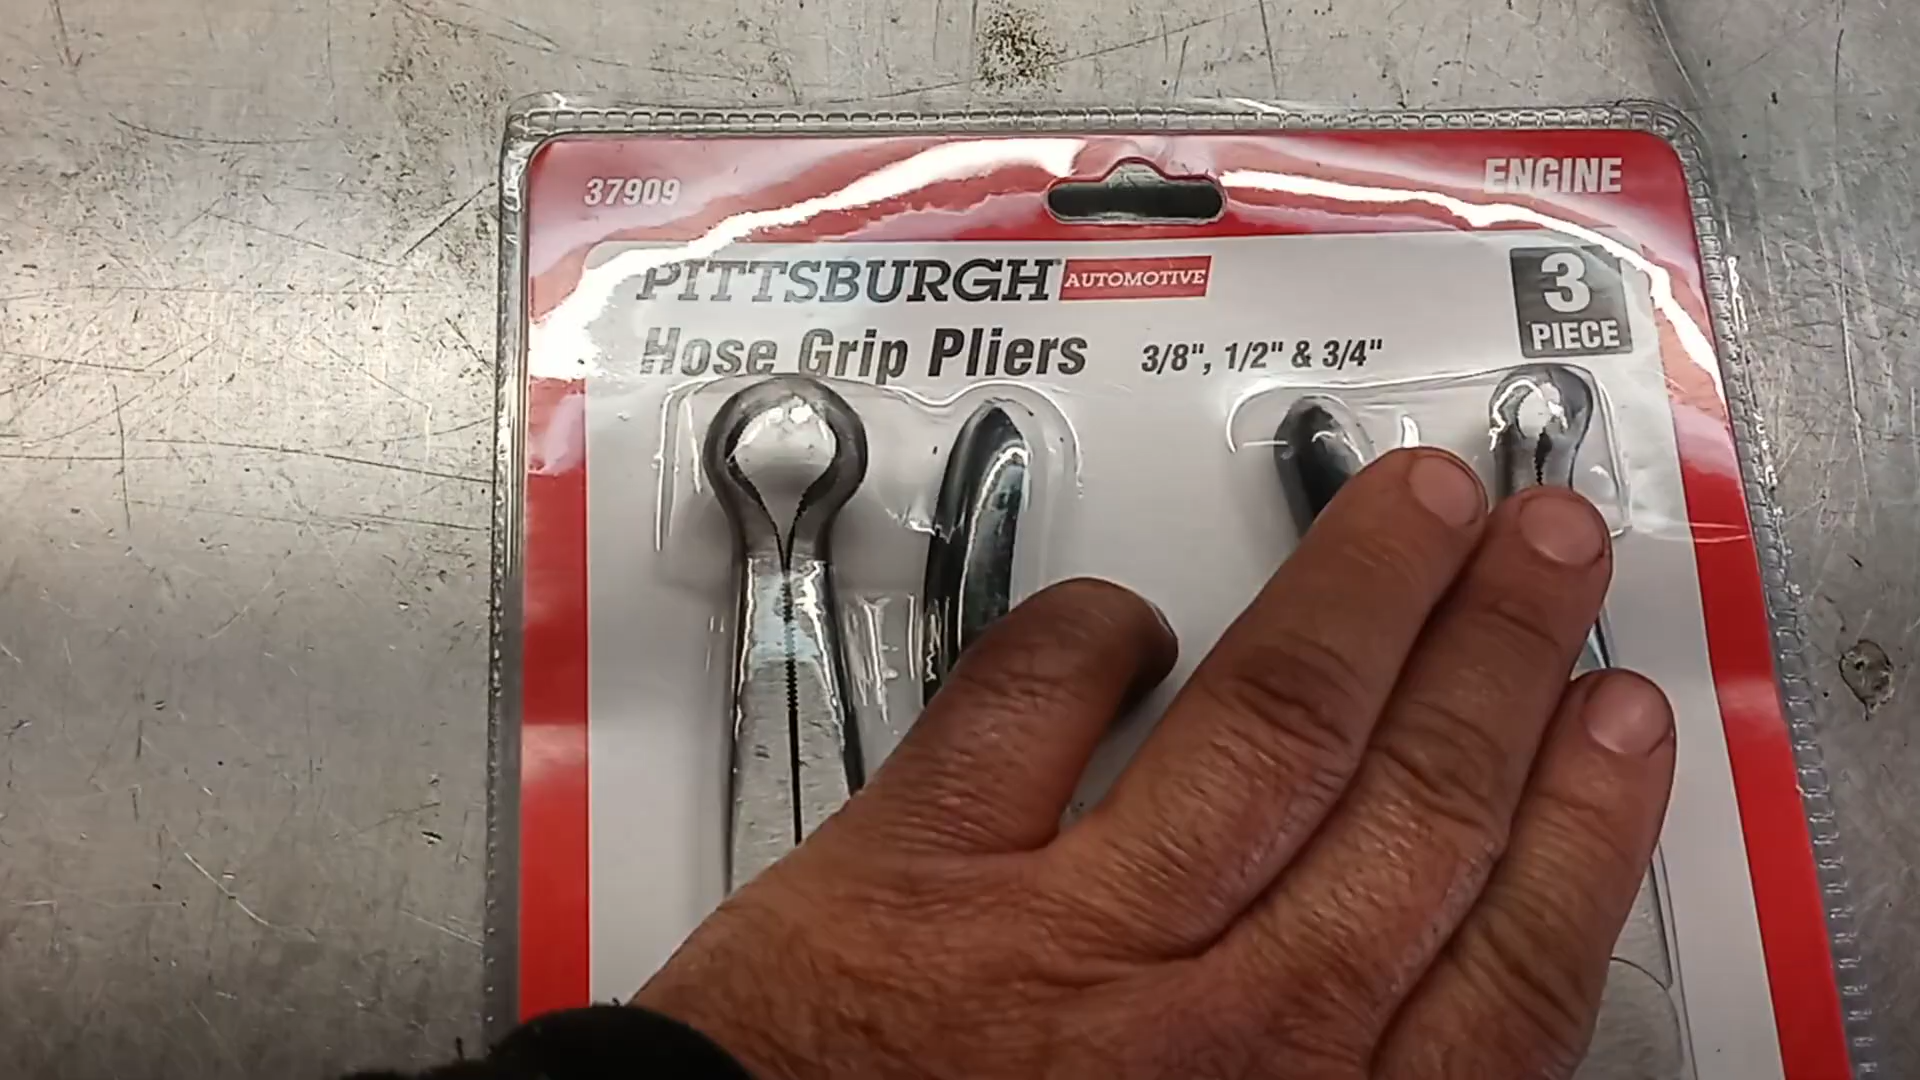 37909
ENGINE
PITTSBURGH AUTOMOTIVE
3 PIECE
Hose Grip Pliers 3/8", 1/2" & 3/4"